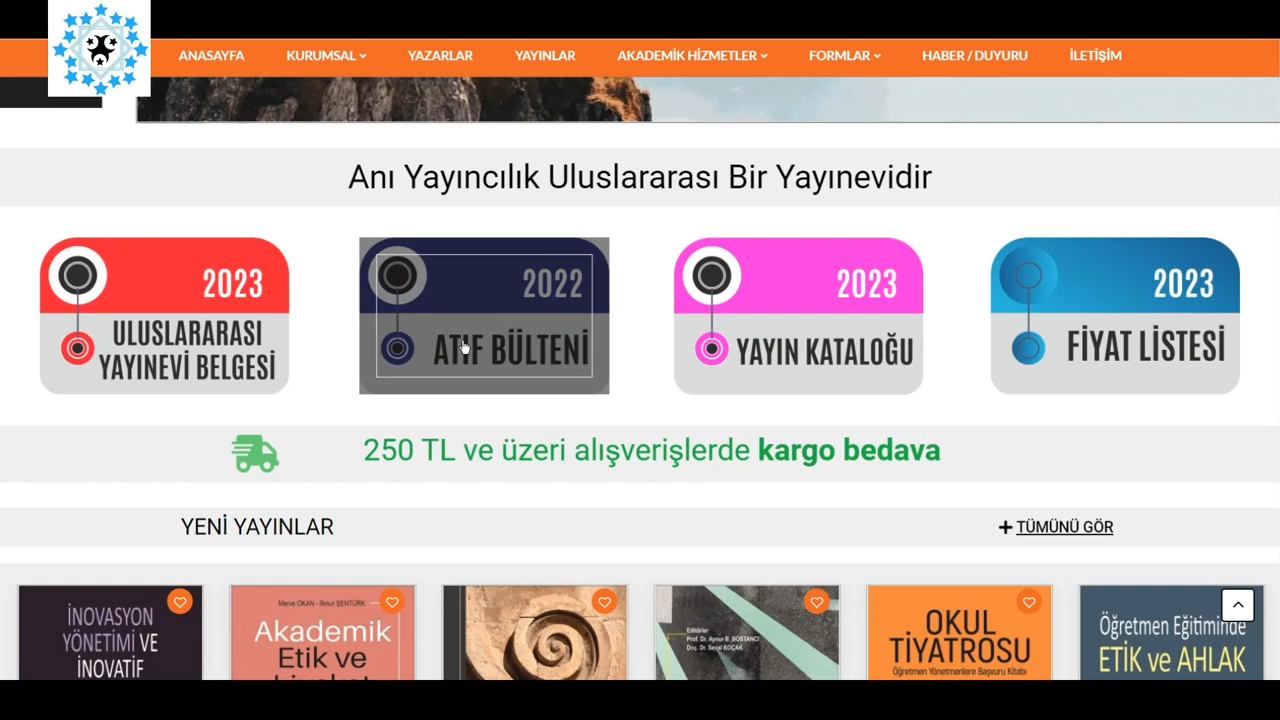 ANASAYFA KURUMSAL YAZARLAR YAYINLAR AKADEMİK HİZMETLER FORMLAR HABER / DUYURU İLETİŞİM
Anı Yayıncılık Uluslararası Bir Yayınevidir
2023
ULUSLARARASI
YAYINEVİ BELGESİ
2022
ATIF BÜLTENİ
2023
YAYIN KATALOĞU
2023
FİYAT LİSTESİ
250 TL ve üzeri alışverişlerde kargo bedava
YENİ YAYINLAR
TÜMÜNÜ GÖR
İNOVASYON
YÖNETİMİ VE
İNOVATİF
Merve OKAN - İlknur ŞENTÜRK
Akademik
Etik ve
Editörler
Prof. Dr. Aynur B. BOSTANCI
Doç. Dr. Seval KOÇAK
OKUL
TİYATROSU
Öğretmen Yönetmenlere Başvuru Kitabı
Öğretmen Eğitiminde
ETİK ve AHLAK